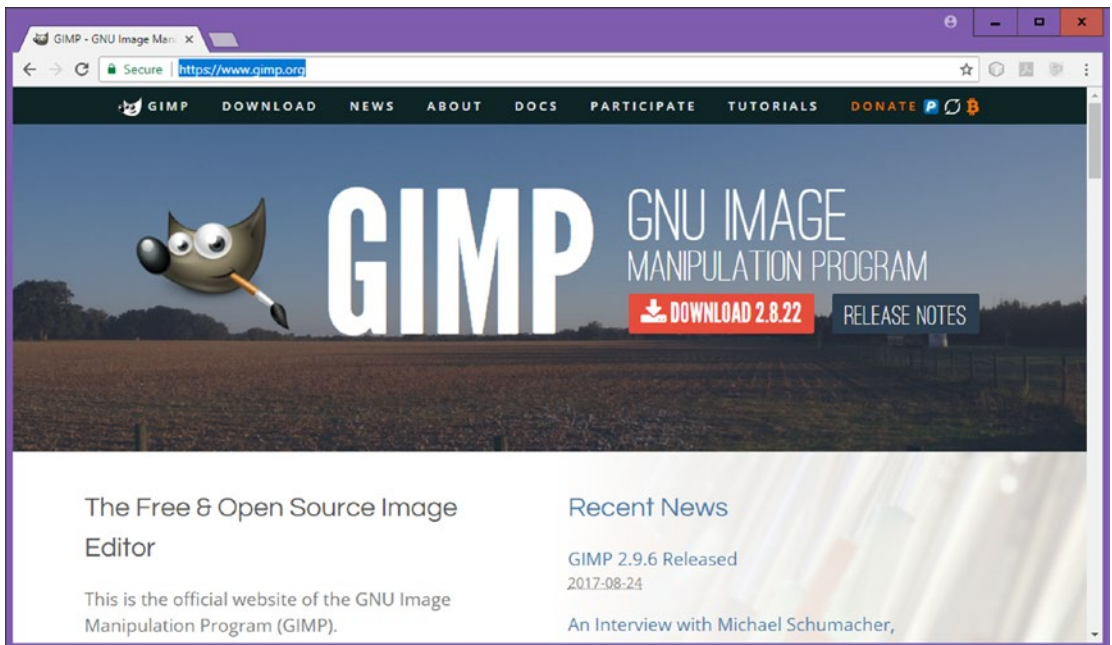 GIMP - GNU Image Man
Secure | https://www.gimp.org
GIMP DOWNLOAD NEWS ABOUT DOCS PARTICIPATE TUTORIALS DONATE
GIMP
GNU IMAGE
MANIPULATION PROGRAM
DOWNLOAD 2.8.22
RELEASE NOTES
The Free & Open Source Image
Editor
This is the official website of the GNU Image
Manipulation Program (GIMP).
Recent News
GIMP 2.9.6 Released
2017-08-24
An Interview with Michael Schumacher,